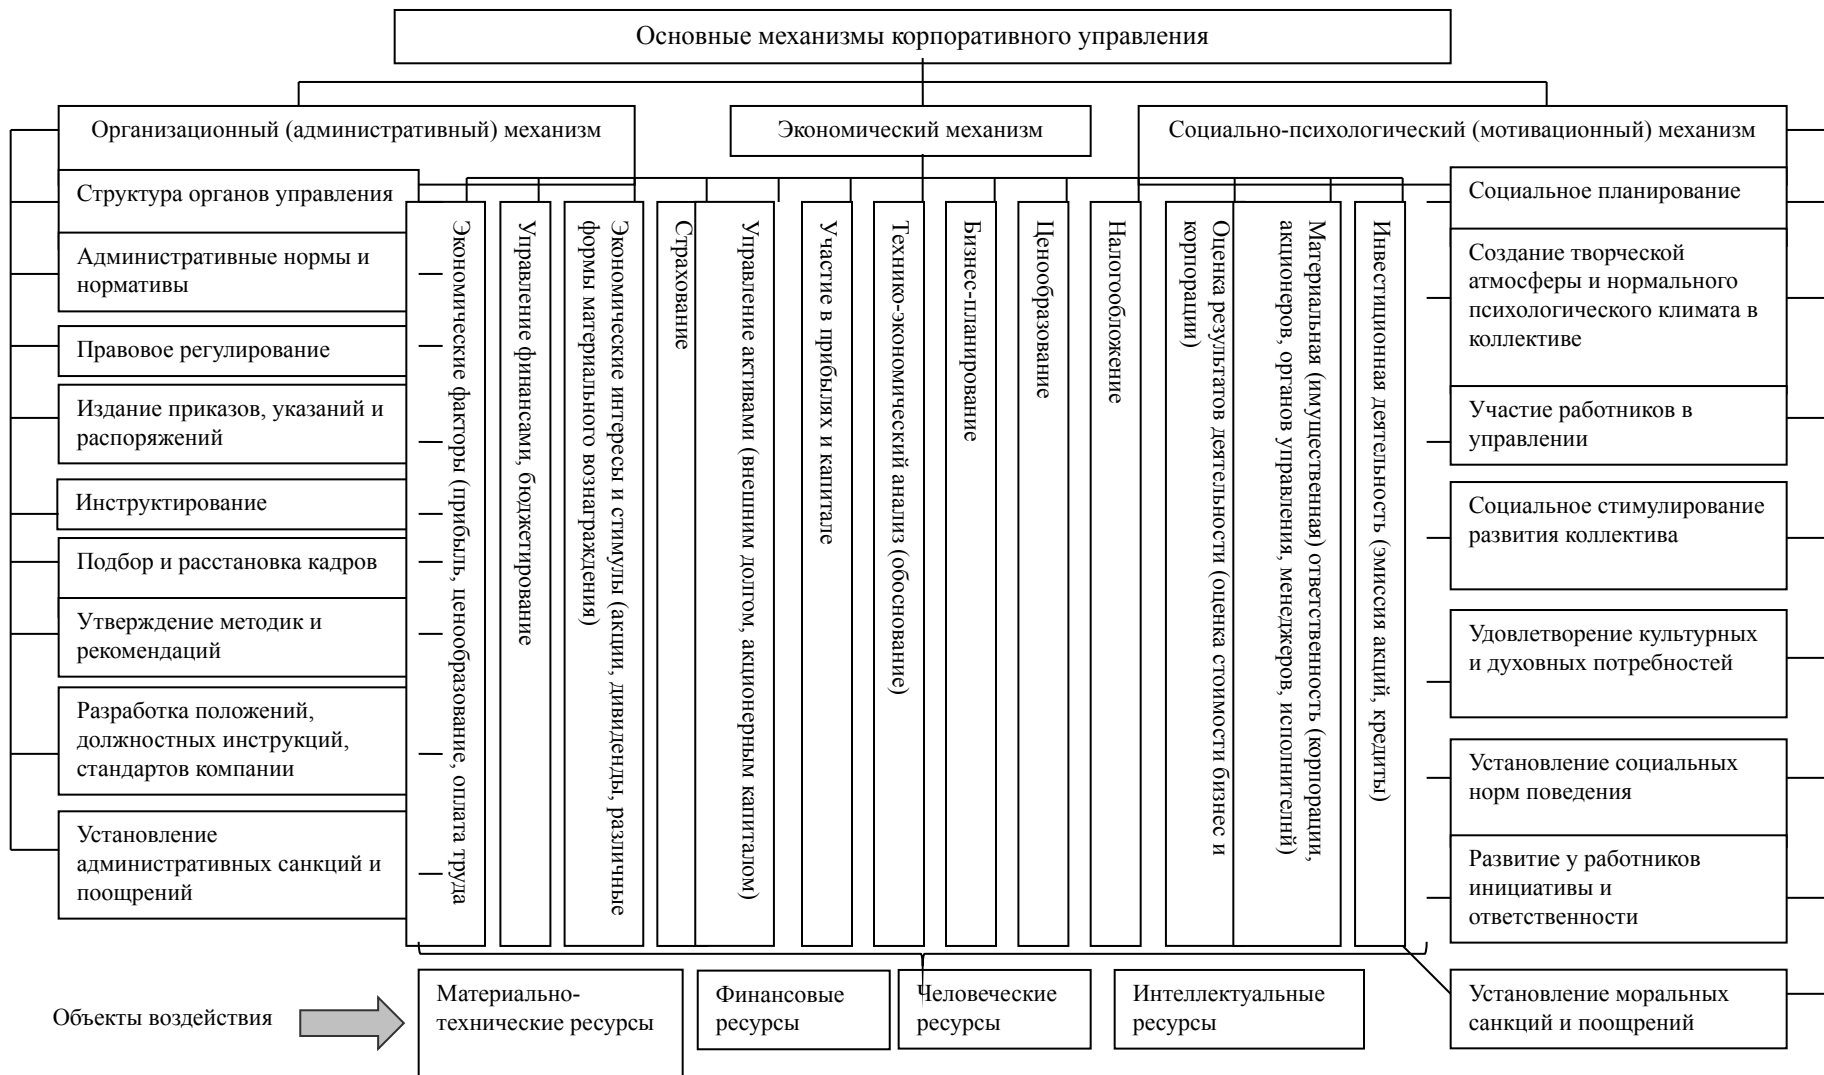 Основные механизмы корпоративного управления
Организационный (административный) механизм
Экономический механизм
Социально-психологический (мотивационный) механизм
Структура органов управления
Административные нормы и
нормативы
Правовое регулирование
Издание приказов, указаний и
распоряжений
Инструктирование
Подбор и расстановка кадров
Утверждение методик и
рекомендаций
Разработка положений,
должностных инструкций,
стандартов компании
Установление
административных санкций и
поощрений
Экономические факторы (прибыль, ценообразование, оплата труда
Управление финансами, бюджетирование
Экономические интересы и стимулы (акции, дивиденды, различные
формы материального вознаграждения)
Страхование
Управление активами (внешним долгом, акционерным капиталом)
Участие в прибылях и капитале
Технико-экономический анализ (обоснование)
Бизнес-планирование
Ценообразование
Налогообложение
Оценка результатов деятельности (оценка стоимости бизнес и
корпорации)
Материальная (имущественная) ответственность (корпорации,
акционеров, органов управления, менеджеров, исполнителнй)
Инвестиционная деятельность (эмиссия акций, кредиты)
Социальное планирование
Создание творческой
атмосферы и нормального
психологического климата в
коллективе
Участие работников в
управлении
Социальное стимулирование
развития коллектива
Удовлетворение культурных
и духовных потребностей
Установление социальных
норм поведения
Развитие у работников
инициативы и
ответственности
Установление моральных
санкций и поощрений
Объекты воздействия
Материально-
технические ресурсы
Финансовые
ресурсы
Человеческие
ресурсы
Интеллектуальные
ресурсы